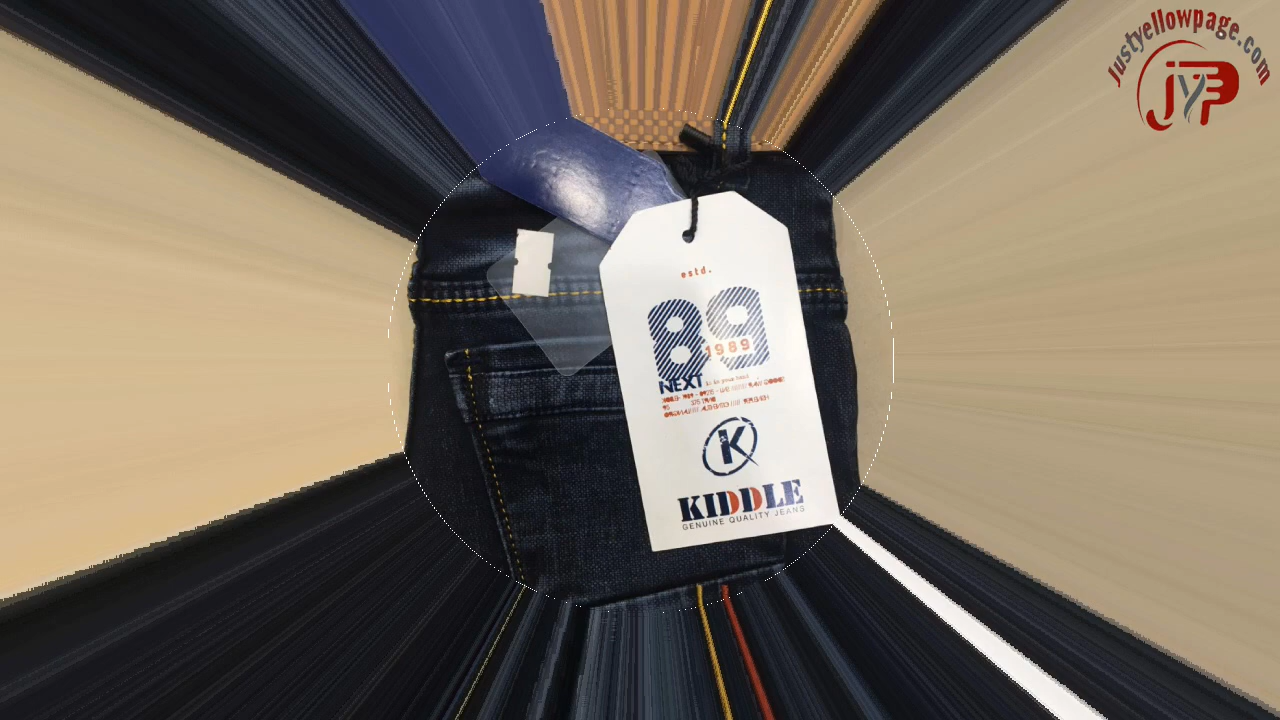 Justyellowpage.com
JYP
estd.
89
1989
NEXT
K
KIDDLE
GENUINE QUALITY JEANS